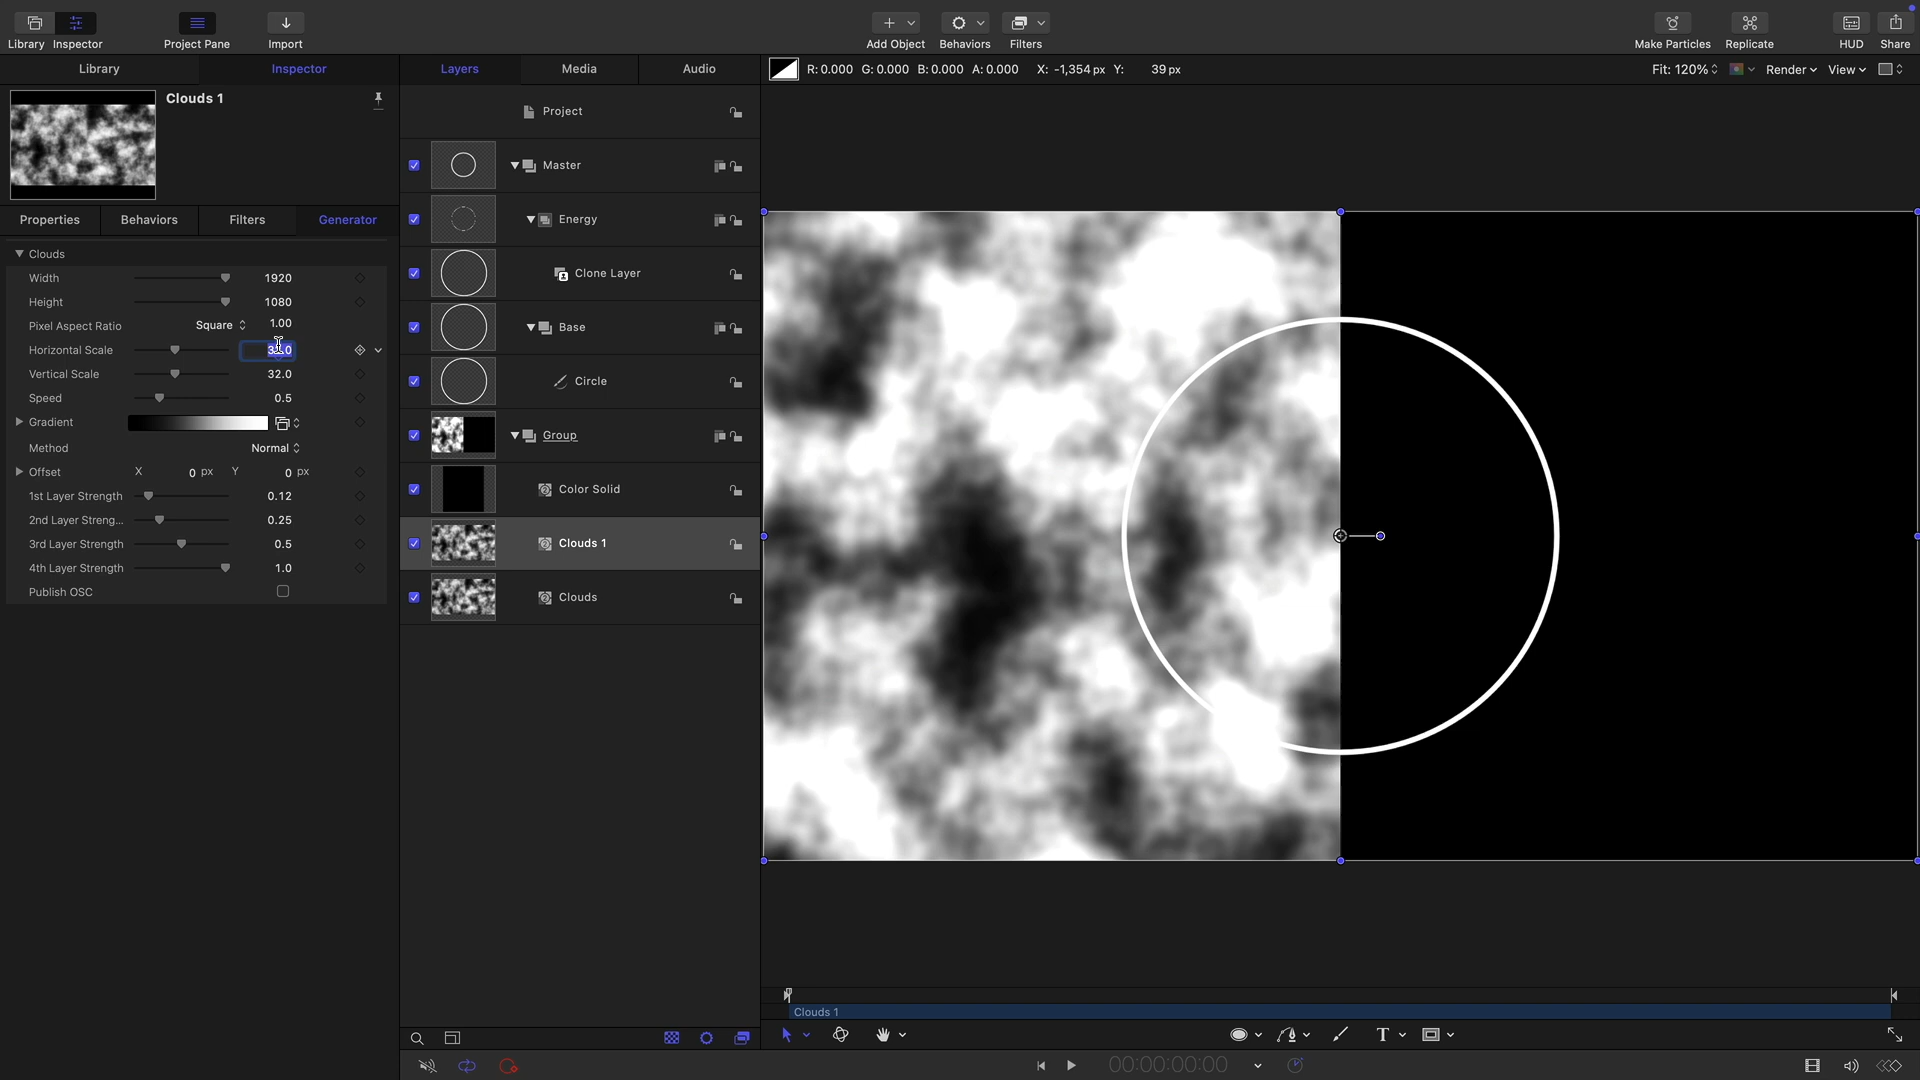 Library
Inspector
Project Pane
Import
Add Object
Behaviors
Filters
Make Particles
Replicate
HUD
Share
Library
Inspector
Layers
Media
Audio
R: 0.000 G: 0.000 B: 0.000 A: 0.000 X: -1,354 px Y: 39 px
Fit: 120%
Render
View
Clouds 1
Properties
Behaviors
Filters
Generator
Clouds
Width 1920
Height 1080
Pixel Aspect Ratio Square 1.00
Horizontal Scale
Vertical Scale 32.0
Speed 0.5
Gradient
Method Normal
Offset X 0 px Y 0 px
1st Layer Strength 0.12
2nd Layer Streng... 0.25
3rd Layer Strength 0.5
4th Layer Strength 1.0
Publish OSC
Project
Master
Energy
Clone Layer
Base
Circle
Group
Color Solid
Clouds 1
Clouds
Clouds 1
T
00:00:00:00